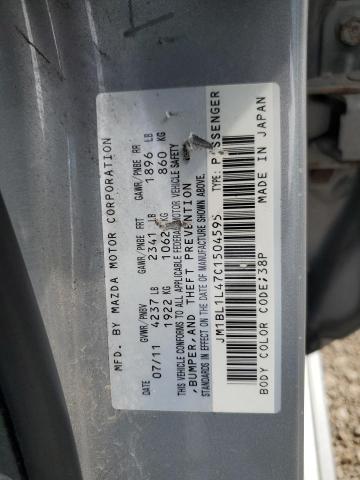 MFD. BY MAZDA MOTOR CORPORATION
DATE GVWR/PNBV GAWR/PNBE FRT GAWR/PNBE RR
07/11 4237 LB 2341 LB 1896 LB
1922 KG 1062 KG 860 KG
THIS VEHICLE CONFORMS TO ALL APPLICABLE FEDERAL MOTOR VEHICLE SAFETY
, BUMPER, AND THEFT PREVENTION
STANDARDS IN EFFECT ON THE DATE OF MANUFACTURE SHOWN ABOVE.
JM1BL1L47C1504595 TYPE: PASSENGER
BODY COLOR CODE: 38P MADE IN JAPAN